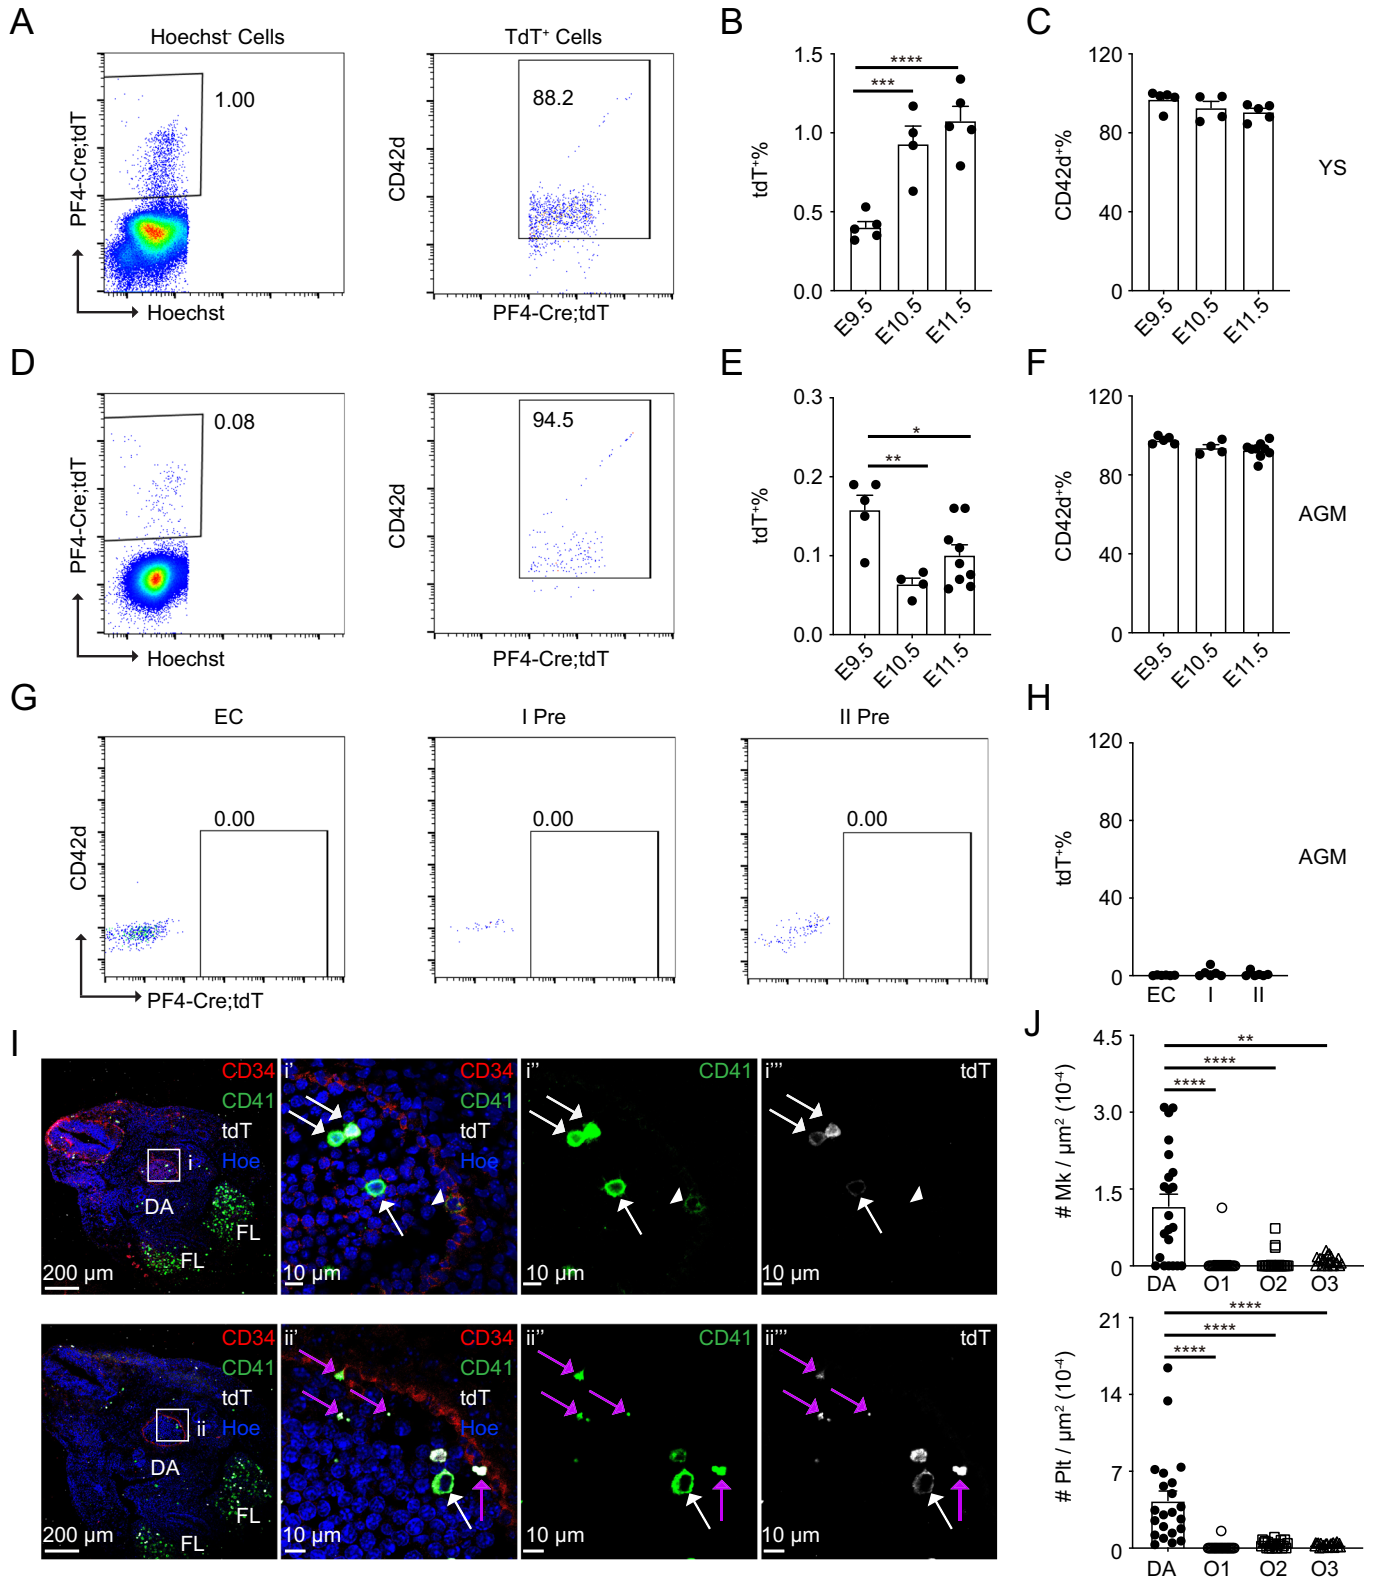 A
Hoechst- Cells
PF4-Cre;tdT
1.00
Hoechst
TdT+ Cells
CD42d
88.2
PF4-Cre;tdT
B
tdT+%
1.5
1.0
0.5
0.0
***
****
E9.5
E10.5
E11.5
C
CD42d+%
120
80
40
0
E9.5
E10.5
E11.5
YS
D
PF4-Cre;tdT
0.08
Hoechst
CD42d
94.5
PF4-Cre;tdT
E
tdT+%
0.3
0.2
0.1
0.0
*
**
E9.5
E10.5
E11.5
F
CD42d+%
120
80
40
0
E9.5
E10.5
E11.5
AGM
G
EC
CD42d
0.00
PF4-Cre;tdT
I Pre
0.00
II Pre
0.00
H
tdT+%
120
80
40
0
EC
I
II
AGM
I
CD34
CD41
tdT
Hoe
i
DA
FL
FL
200 µm
i'
CD34
CD41
tdT
Hoe
10 µm
i''
CD41
10 µm
i'''
tdT
10 µm
CD34
CD41
tdT
Hoe
ii
DA
FL
FL
200 µm
ii'
CD34
CD41
tdT
Hoe
10 µm
ii''
CD41
10 µm
ii'''
tdT
10 µm
J
# Mk / µm2 (10-4)
4.5
3.0
1.5
0
**
****
****
DA
O1
O2
O3
# Plt / µm2 (10-4)
21
14
7
0
****
****
****
DA
O1
O2
O3